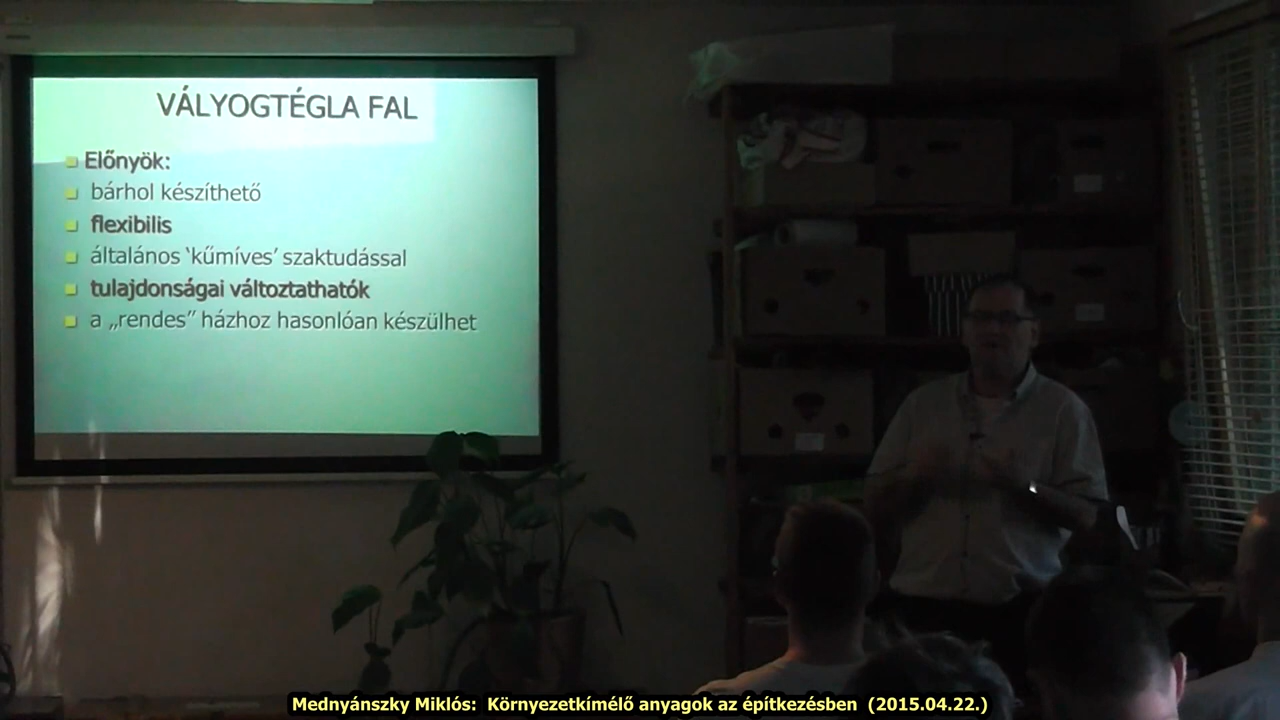 VÁLYOGTÉGLA FAL
Előnyök:
bárhol készíthető
flexibilis
általános ‘kűmíves’ szaktudással
tulajdonságai változtathatók
a „rendes” házhoz hasonlóan készülhet
Mednyánszky Miklós: Környezetkímélő anyagok az építkezésben (2015.04.22.)